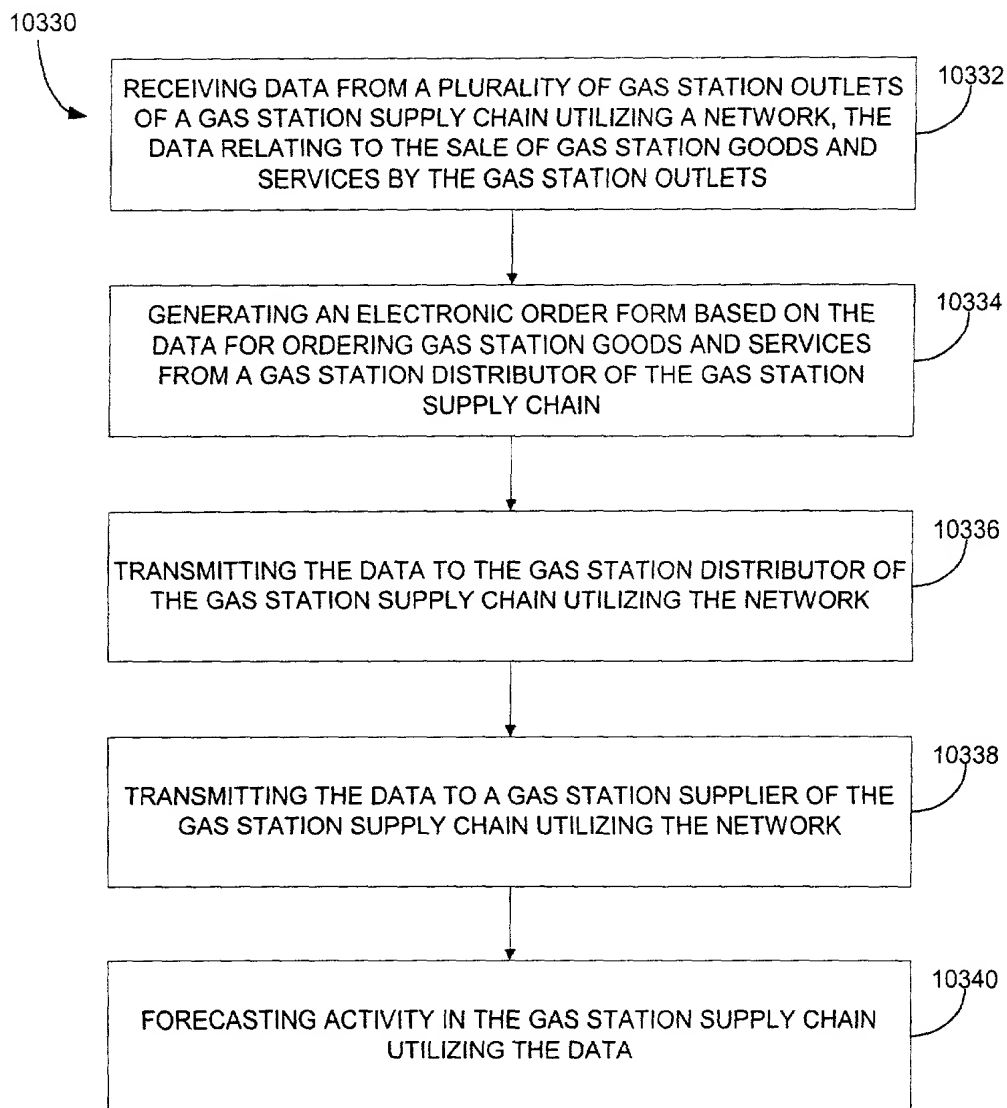 10330
RECEIVING DATA FROM A PLURALITY OF GAS STATION OUTLETS
OF A GAS STATION SUPPLY CHAIN UTILIZING A NETWORK, THE
DATA RELATING TO THE SALE OF GAS STATION GOODS AND
SERVICES BY THE GAS STATION OUTLETS
10332
GENERATING AN ELECTRONIC ORDER FORM BASED ON THE
DATA FOR ORDERING GAS STATION GOODS AND SERVICES
FROM A GAS STATION DISTRIBUTOR OF THE GAS STATION
SUPPLY CHAIN
10334
TRANSMITTING THE DATA TO THE GAS STATION DISTRIBUTOR OF
THE GAS STATION SUPPLY CHAIN UTILIZING THE NETWORK
10336
TRANSMITTING THE DATA TO A GAS STATION SUPPLIER OF THE
GAS STATION SUPPLY CHAIN UTILIZING THE NETWORK
10338
FORECASTING ACTIVITY IN THE GAS STATION SUPPLY CHAIN
UTILIZING THE DATA
10340